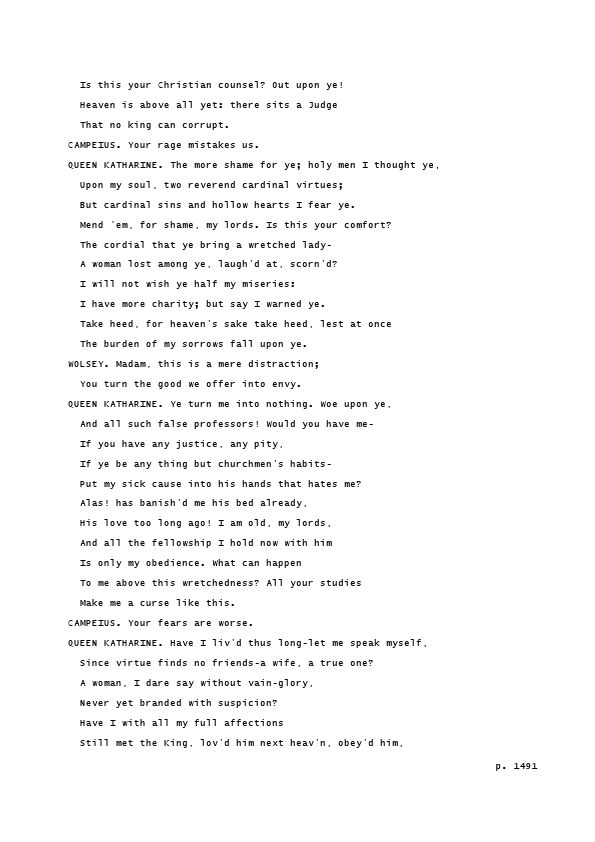 Is this your Christian counsel? Out upon ye!
Heaven is above all yet: there sits a Judge
That no king can corrupt.
CAMPEIUS. Your rage mistakes us.
QUEEN KATHARINE. The more shame for ye; holy men I thought ye,
Upon my soul, two reverend cardinal virtues;
But cardinal sins and hollow hearts I fear ye.
Mend 'em, for shame, my lords. Is this your comfort?
The cordial that ye bring a wretched lady-
A woman lost among ye, laugh'd at, scorn'd?
I will not wish ye half my miseries:
I have more charity; but say I warned ye.
Take heed, for heaven's sake take heed, lest at once
The burden of my sorrows fall upon ye.
WOLSEY. Madam, this is a mere distraction;
You turn the good we offer into envy.
QUEEN KATHARINE. Ye turn me into nothing. Woe upon ye,
And all such false professors! Would you have me-
If you have any justice, any pity,
If ye be any thing but churchmen's habits-
Put my sick cause into his hands that hates me?
Alas! has banish'd me his bed already,
His love too long ago! I am old, my lords,
And all the fellowship I hold now with him
Is only my obedience. What can happen
To me above this wretchedness? All your studies
Make me a curse like this.
CAMPEIUS. Your fears are worse.
QUEEN KATHARINE. Have I liv'd thus long-let me speak myself,
Since virtue finds no friends-a wife, a true one?
A woman, I dare say without vain-glory,
Never yet branded with suspicion?
Have I with all my full affections
Still met the King, lov'd him next heav'n, obey'd him,
p. 1491